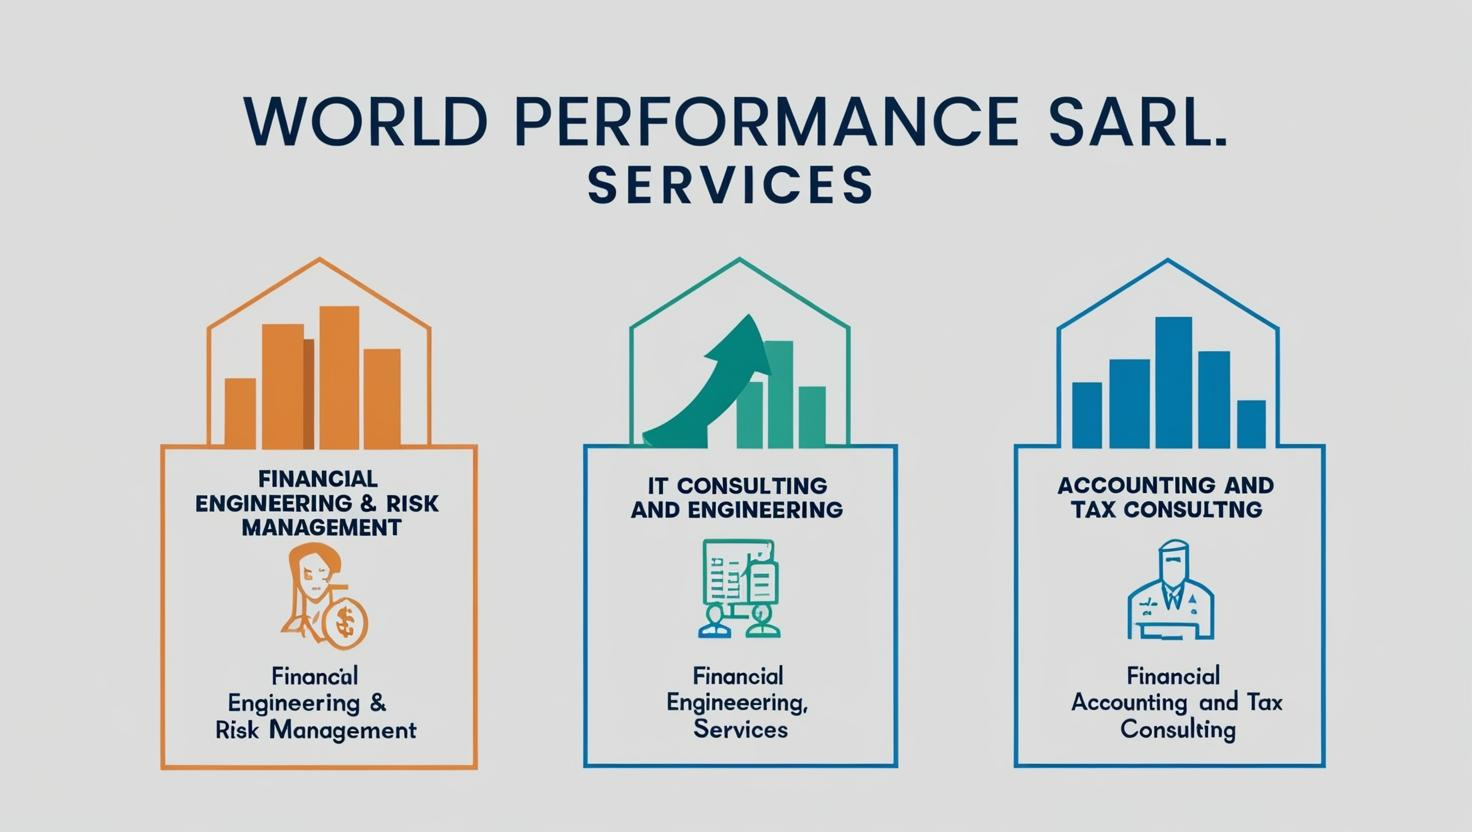 WORLD PERFORMANCE SARL.
SERVICES
FINANCIAL
ENGINEERING & RISK
MANAGEMENT
Financial
Engineering &
Risk Management
IT CONSULTING
AND ENGINEERING
Financial
Engineeering,
Services
ACCOUNTING AND
TAX CONSULTNG
Financial
Accounting and Tax
Consulting